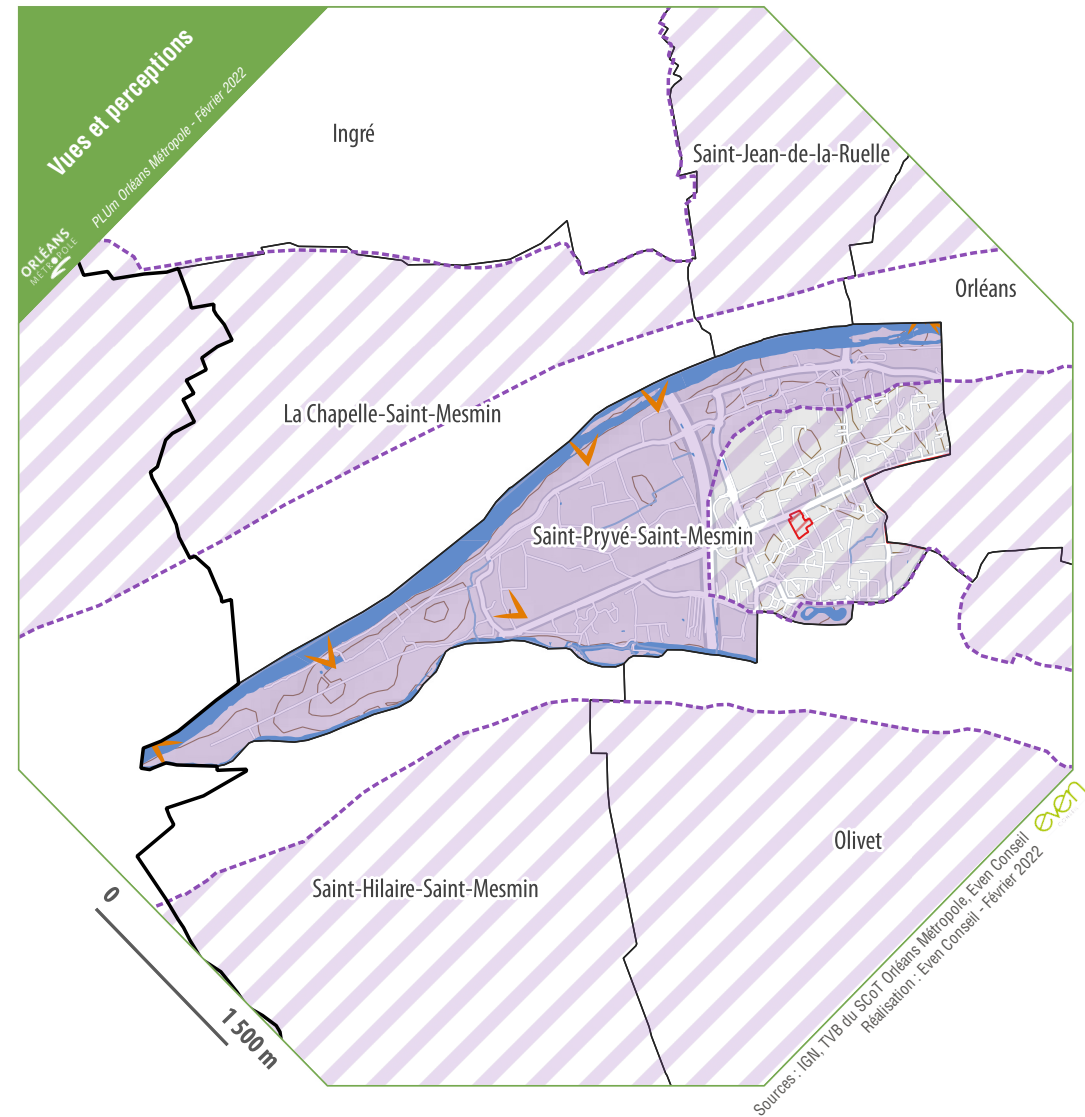 Vues et perceptions
PLUm Orléans Métropole - Février 2022
ORLÉANS
MÉTROPOLE
Ingré
Saint-Jean-de-la-Ruelle
Orléans
La Chapelle-Saint-Mesmin
Saint-Pryvé-Saint-Mesmin
Olivet
Saint-Hilaire-Saint-Mesmin
0
1 500 m
even
Sources : IGN, TVB du SCoT Orléans Métropole, Even Conseil
Réalisation : Even Conseil - Février 2022